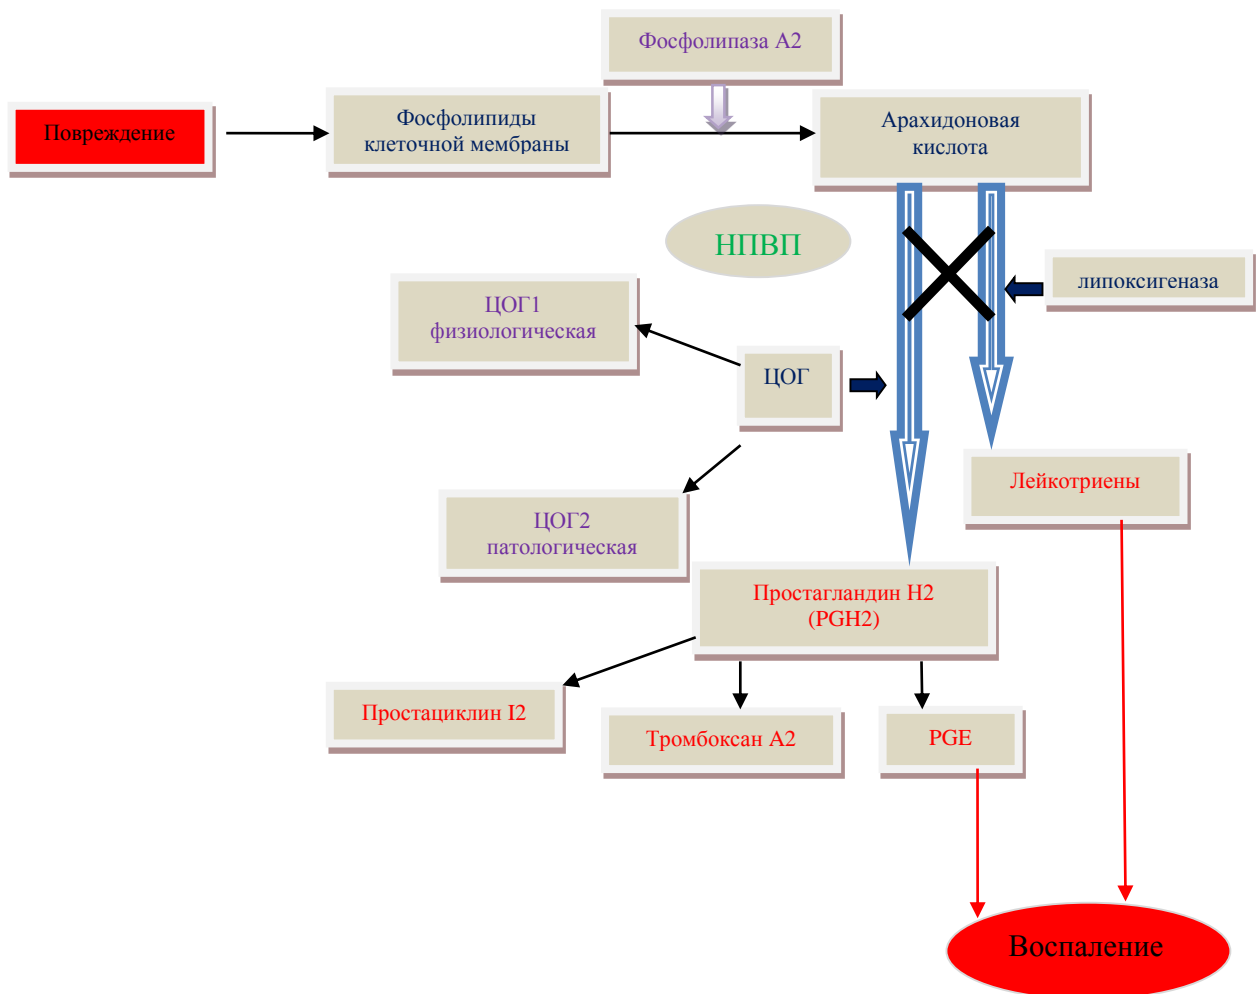 Фосфолипаза А2
Повреждение
Фосфолипиды
клеточной мембраны
Арахидоновая
кислота
НПВП
липоксигеназа
ЦОГ1
физиологическая
ЦОГ
Лейкотриены
ЦОГ2
патологическая
Простагландин Н2
(PGH2)
Простациклин I2
Тромбоксан А2
PGE
Воспаление